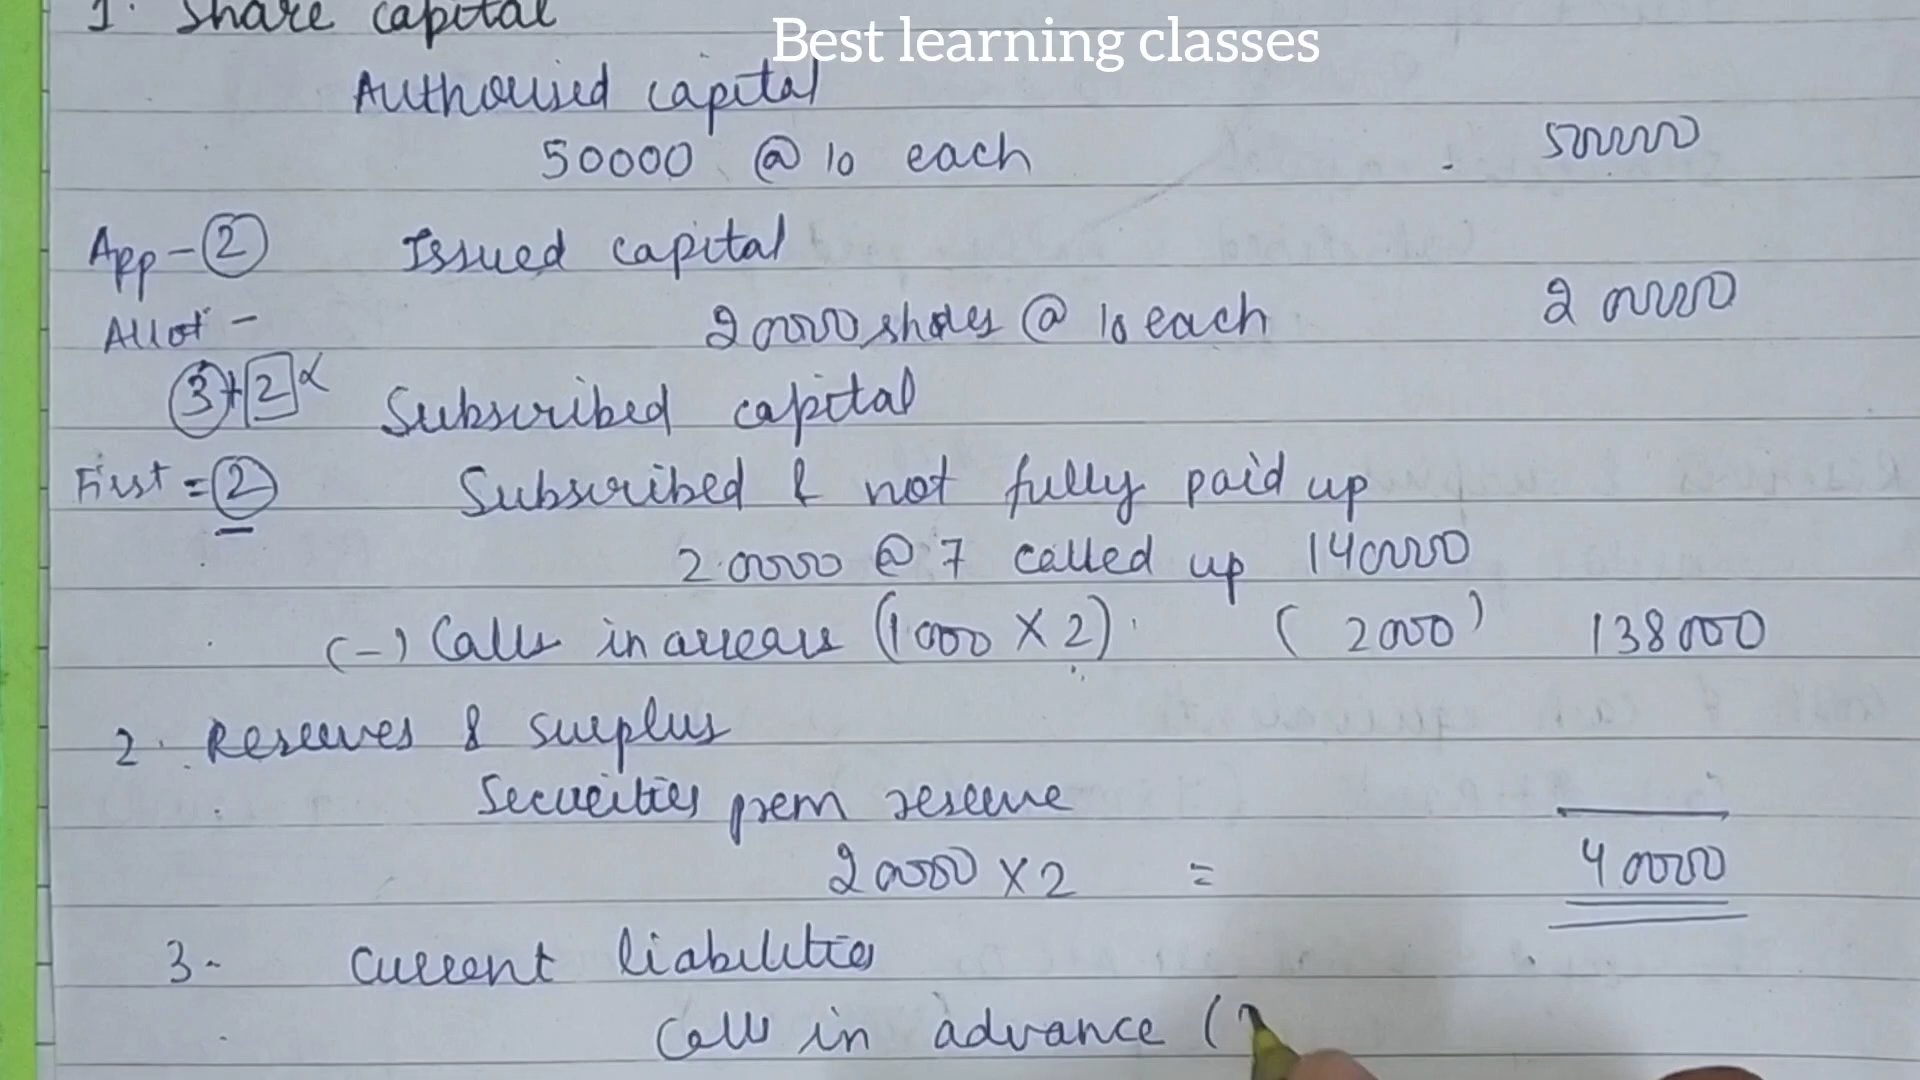 1. Share capital
Best learning classes
Authorised capital
50000 @ 10 each 500000
App - 2 Issued capital
Allot - 20000 shares @ 10 each 200000
3 + 2 Subscribed capital
First = 2 Subscribed & not fully paid up
20000 @ 7 called up 140000
(-) Calls in arrears (1000 X 2) (2000) 138000
2. Reserves & surplus
Securities prem reserve
20000 X 2 = 40000
3. Current liabilities
Calls in advance (